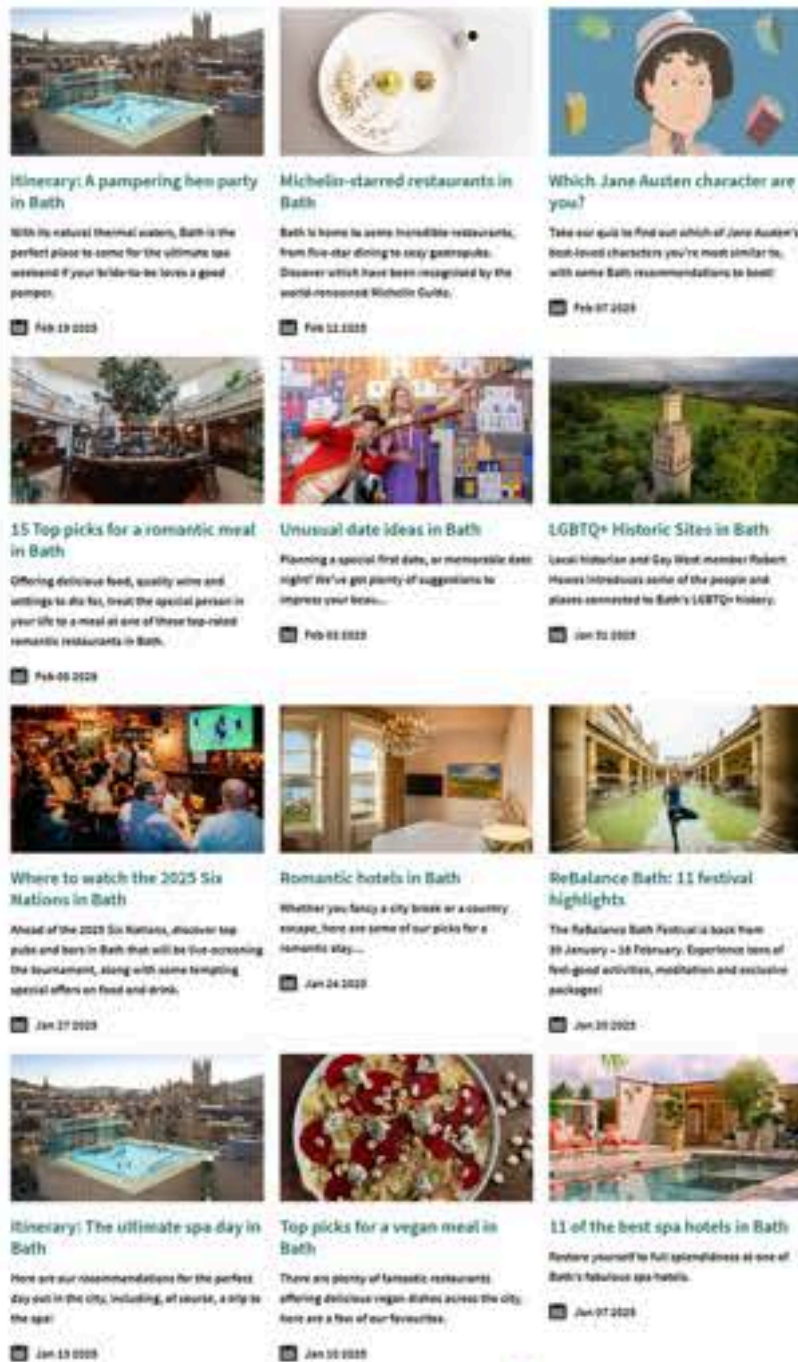 Itinerary: A pampering hen party
in Bath
With its natural thermal waters, Bath is the
perfect place to come for the ultimate spa
weekend if your bride-to-be loves a good
pamper.
Feb 19 2025
Michelin-starred restaurants in
Bath
Bath is home to some incredible restaurants,
from five-star dining to cosy gastropubs.
Discover which have been recognised by the
world-renowned Michelin Guide.
Feb 12 2025
Which Jane Austen character are
you?
Take our quiz to find out which of Jane Austen's
best-loved characters you're most similar to,
with some Bath recommendations to boot!
Feb 07 2025
15 Top picks for a romantic meal
in Bath
Offering delicious food, quality wine and
settings to die for, treat the special person in
your life to a meal at one of these top-rated
romantic restaurants in Bath.
Feb 2025
Unusual date ideas in Bath
Planning a special first date, or memorable date
night? We've got plenty of suggestions to
impress your beau...
Feb 2025
LGBTQ+ Historic Sites in Bath
Local historian and Gay West member Robert
Howes introduces some of the people and
places connected to Bath's LGBTQ+ history.
Jan 31 2025
Where to watch the 2025 Six
Nations in Bath
Ahead of the 2025 Six Nations, discover top
pubs and bars in Bath that will be live-screening
the tournament, along with some tempting
special offers on food and drink.
Jan 27 2025
Romantic hotels in Bath
Whether you fancy a city break or a country
escape, here are some of our picks for a
romantic stay...
Jan 24 2025
ReBalance Bath: 11 festival
highlights
The ReBalance Bath Festival is back from
January – February. Experience tons of
feel-good activities, meditation and exclusive
packages!
Jan 20 2025
Itinerary: The ultimate spa day in
Bath
Here are our recommendations for the perfect
day out in the city, including, of course, a trip to
the spa!
Jan 13 2025
Top picks for a vegan meal in
Bath
There are plenty of fantastic restaurants
offering delicious vegan dishes across the city,
here are a few of our favourites.
Jan 10 2025
11 of the best spa hotels in Bath
Restore yourself to full splendidness at one of
Bath's fabulous spa hotels.
Jan 07 2025